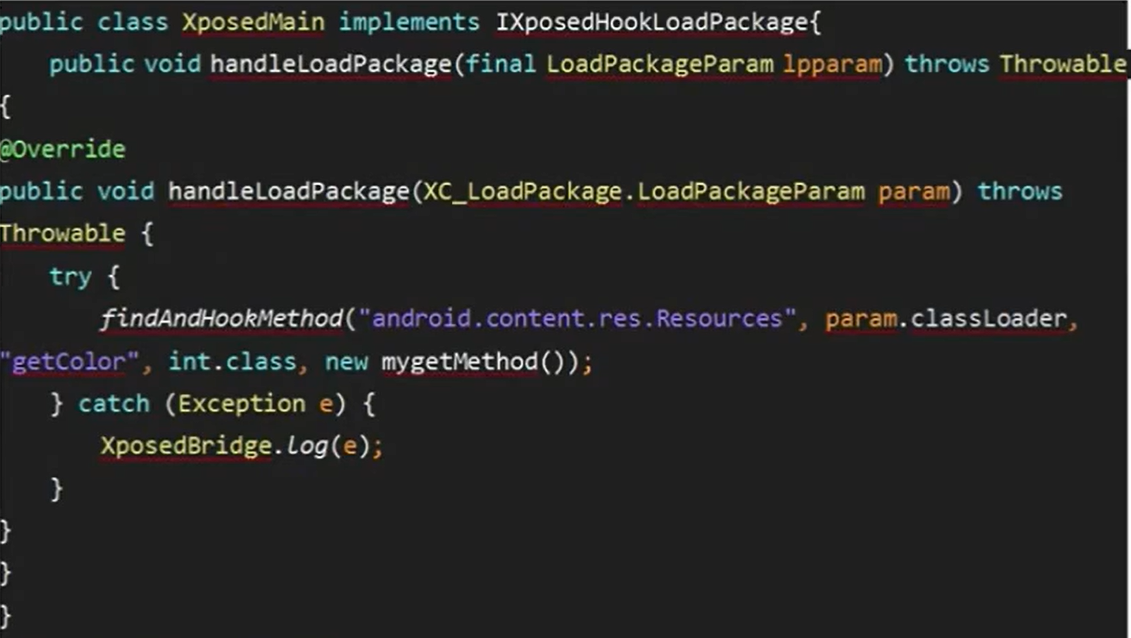 public class XposedMain implements IXposedHookLoadPackage{
public void handleLoadPackage(final LoadPackageParam lpparam) throws Throwable
{
@Override
public void handleLoadPackage(XC_LoadPackage.LoadPackageParam param) throws
Throwable {
try {
findAndHookMethod("android.content.res.Resources", param.classLoader,
"getColor", int.class, new mygetMethod());
} catch (Exception e) {
XposedBridge.log(e);
}
}
}
}